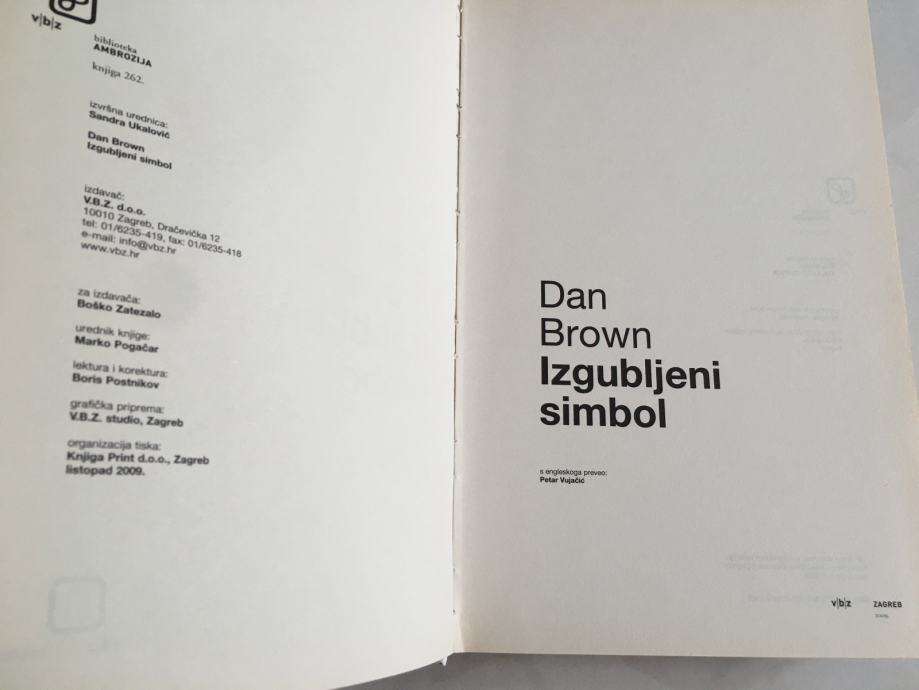 v|b|z
biblioteka
AMBROZIJA
knjiga 262.
izvršna urednica:
Sandra Ukalović
Dan Brown
Izgubljeni simbol
izdavač:
V.B.Z. d.o.o.
10010 Zagreb, Dračevička 12
tel: 01/6235-419, fax: 01/6235-418
e-mail: info@vbz.hr
www.vbz.hr
za izdavača:
Boško Zatezalo
urednik knjige:
Marko Pogačar
lektura i korektura:
Boris Postnikov
grafička priprema:
V.B.Z. studio, Zagreb
organizacija tiska:
Knjiga Print d.o.o., Zagreb
listopad 2009.
Dan
Brown
Izgubljeni
simbol
s engleskoga preveo:
Petar Vujačić
v|b|z ZAGREB
2009.